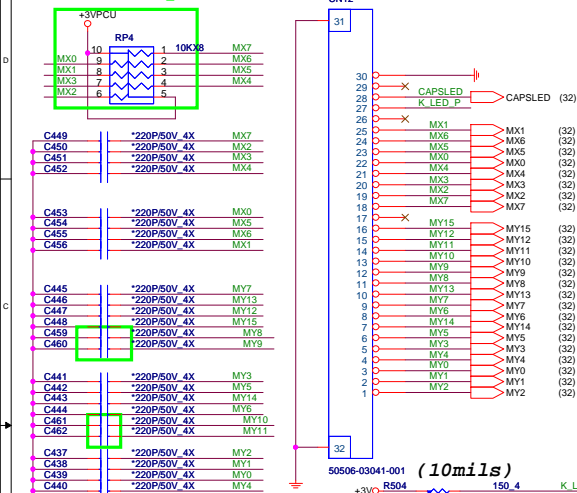 CN12
+3VPCU
RP4
10KX8
10 1 MX7
MX0 9 2 MX6
MX1 8 3 MX5
MX3 7 4 MX4
MX2 6 5
D
C449 *220P/50V_4X MX7
C450 *220P/50V_4X MX2
C451 *220P/50V_4X MX3
C452 *220P/50V_4X MX4
C453 *220P/50V_4X MX0
C454 *220P/50V_4X MX5
C455 *220P/50V_4X MX6
C456 *220P/50V_4X MX1
C
C445 *220P/50V_4X MY7
C446 *220P/50V_4X MY13
C447 *220P/50V_4X MY12
C448 *220P/50V_4X MY15
C459 *220P/50V_4X MY8
C460 *220P/50V_4X MY9
C441 *220P/50V_4X MY3
C442 *220P/50V_4X MY5
C443 *220P/50V_4X MY14
C444 *220P/50V_4X MY6
C461 *220P/50V_4X MY10
C462 *220P/50V_4X MY11
C437 *220P/50V_4X MY2
C438 *220P/50V_4X MY1
C439 *220P/50V_4X MY0
C440 *220P/50V_4X MY4
31
30
29
28 CAPSLED CAPSLED (32)
27 K_LED_P
26
25 MX1 MX1 (32)
24 MX6 MX6 (32)
23 MX5 MX5 (32)
22 MX0 MX0 (32)
21 MX4 MX4 (32)
20 MX3 MX3 (32)
19 MX2 MX2 (32)
18 MX7 MX7 (32)
17
16 MY15 MY15 (32)
15 MY12 MY12 (32)
14 MY11 MY11 (32)
13 MY10 MY10 (32)
12 MY9 MY9 (32)
11 MY8 MY8 (32)
10 MY13 MY13 (32)
9 MY7 MY7 (32)
8 MY6 MY6 (32)
7 MY14 MY14 (32)
6 MY5 MY5 (32)
5 MY3 MY3 (32)
4 MY4 MY4 (32)
3 MY0 MY0 (32)
2 MY1 MY1 (32)
1 MY2 MY2 (32)
32
50506-03041-001 (10mils)
+3VO R504 150_4 K_L